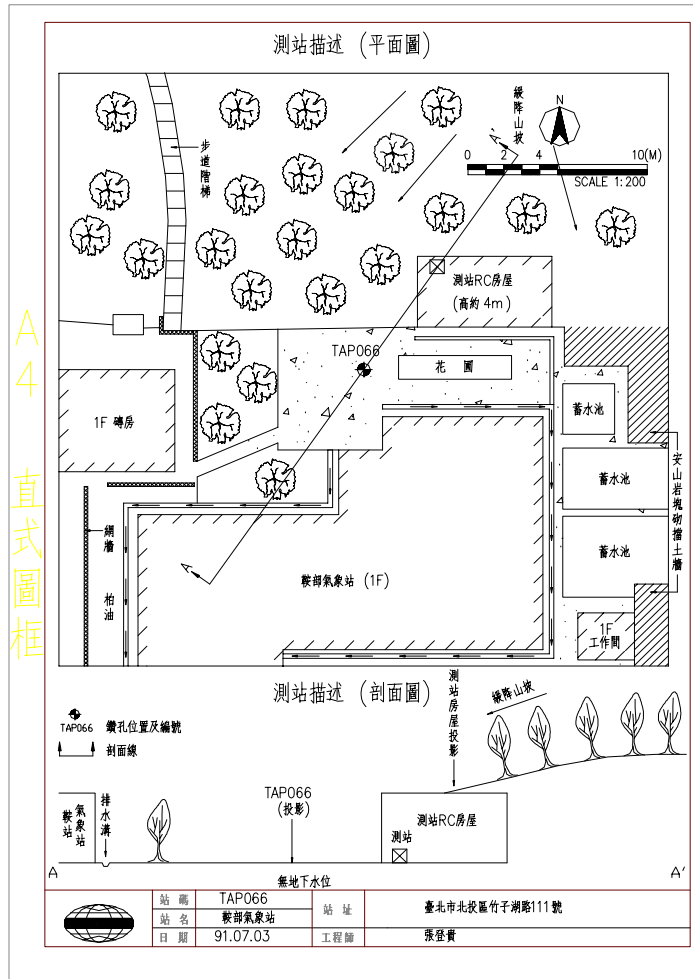 測站描述 (平面圖)
緩降山坡
N
A'
0 2 4 10(M)
SCALE 1:200
步道階梯
測站RC房屋
(高約 4m)
TAP066
花圃
1F 磚房
蓄水池
蓄水池
蓄水池
安山岩塊砌擋土牆
網牆
柏油
A
鞍部氣象站 (1F)
1F
工作間
A4 直式圖框
測站描述 (剖面圖)
TAP066 鑽孔位置及編號
剖面線
測站房屋投影
緩降山坡
鞍站
氣象站
排水溝
TAP066
(投影)
測站RC房屋
測站
A
A'
無地下水位
站 碼 TAP066
站 名 鞍部氣象站
日 期 91.07.03
站 址 臺北市北投區竹子湖路111號
工程師 張登貴